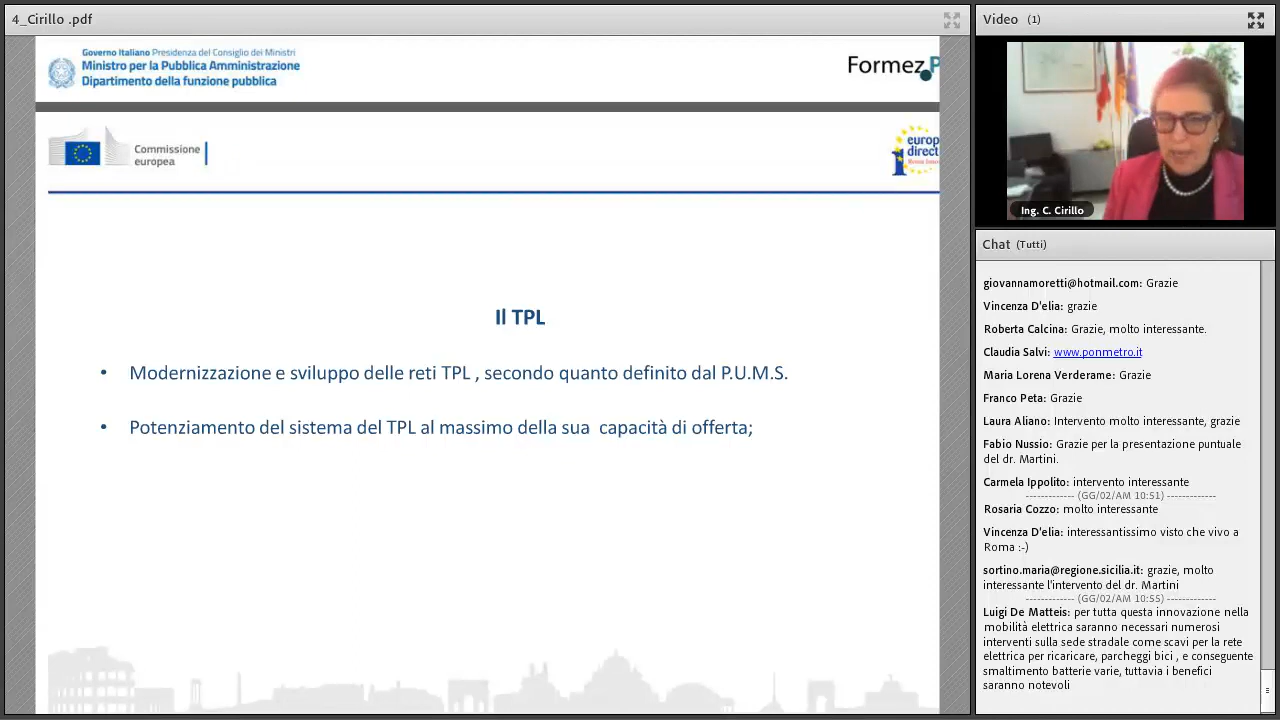 4_Cirillo .pdf
Governo Italiano Presidenza del Consiglio dei Ministri
Ministro per la Pubblica Amministrazione
Dipartimento della funzione pubblica
Formez P
Commissione
europea
europ
direct
Il TPL
• Modernizzazione e sviluppo delle reti TPL , secondo quanto definito dal P.U.M.S.
• Potenziamento del sistema del TPL al massimo della sua capacità di offerta;
Video (1)
Ing. C. Cirillo
Chat (Tutti)
giovannamoretti@hotmail.com: Grazie
Vincenza D'elia: grazie
Roberta Calcina: Grazie, molto interessante.
Claudia Salvi: www.ponmetro.it
Maria Lorena Verderame: Grazie
Franco Peta: Grazie
Laura Aliano: Intervento molto interessante, grazie
Fabio Nussio: Grazie per la presentazione puntuale
del dr. Martini.
Carmela Ippolito: intervento interessante
------------- (GG/02/AM 10:51) -------------
Rosaria Cozzo: molto interessante
Vincenza D'elia: interessantissimo visto che vivo a
Roma :-)
sortino.maria@regione.sicilia.it: grazie, molto
interessante l'intervento del dr. Martini
------------- (GG/02/AM 10:55) -------------
Luigi De Matteis: per tutta questa innovazione nella
mobilità elettrica saranno necessari numerosi
interventi sulla sede stradale come scavi per la rete
elettrica per ricaricare, parcheggi bici , e conseguente
smaltimento batterie varie, tuttavia i benefici
saranno notevoli